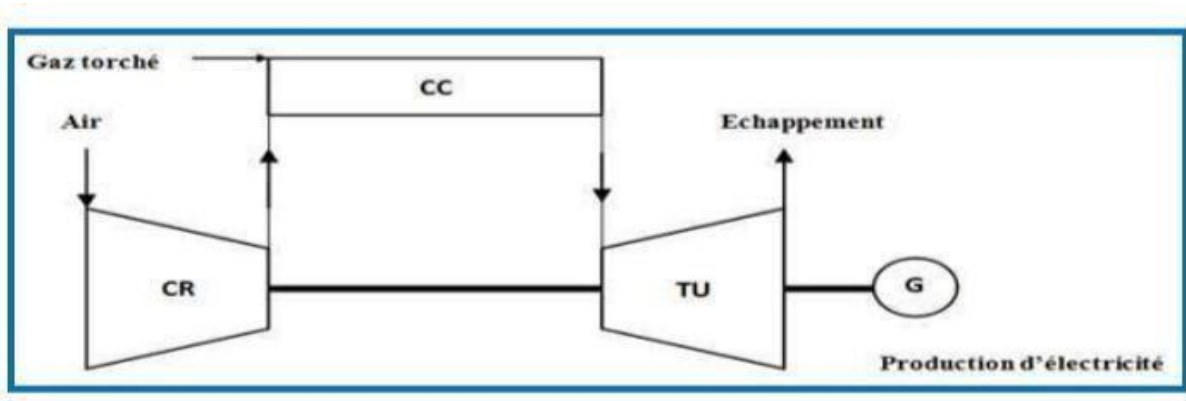 Gaz torché
CC
Air
Echappement
CR
TU
G
Production d'électricité